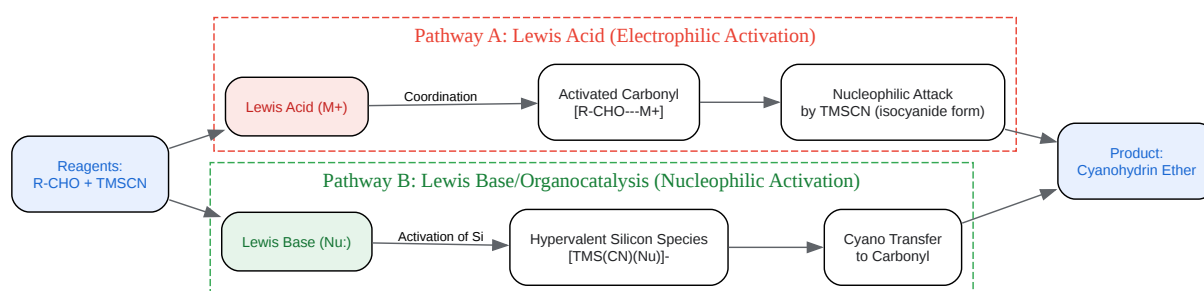 Pathway A: Lewis Acid (Electrophilic Activation)
Lewis Acid (M+)
Coordination
Activated Carbonyl
[R-CHO---M+]
Nucleophilic Attack
by TMSCN (isocyanide form)
Reagents:
R-CHO + TMSCN
Product:
Cyanohydrin Ether
Pathway B: Lewis Base/Organocatalysis (Nucleophilic Activation)
Lewis Base (Nu:)
Activation of Si
Hypervalent Silicon Species
[TMS(CN)(Nu)]-
Cyano Transfer
to Carbonyl